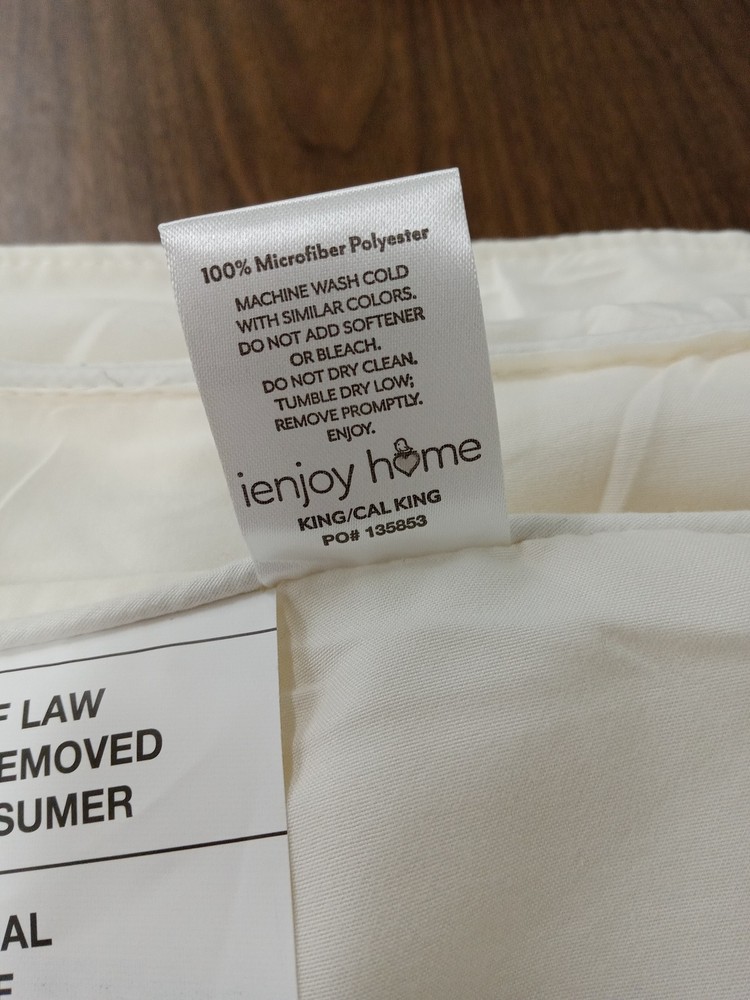 100% Microfiber Polyester
MACHINE WASH COLD
WITH SIMILAR COLORS.
DO NOT ADD SOFTENER
OR BLEACH.
DO NOT DRY CLEAN.
TUMBLE DRY LOW;
REMOVE PROMPTLY.
ENJOY.
ienjoy home
KING/CAL KING
PO# 135853
F LAW
EMOVED
SUMER
AL
F